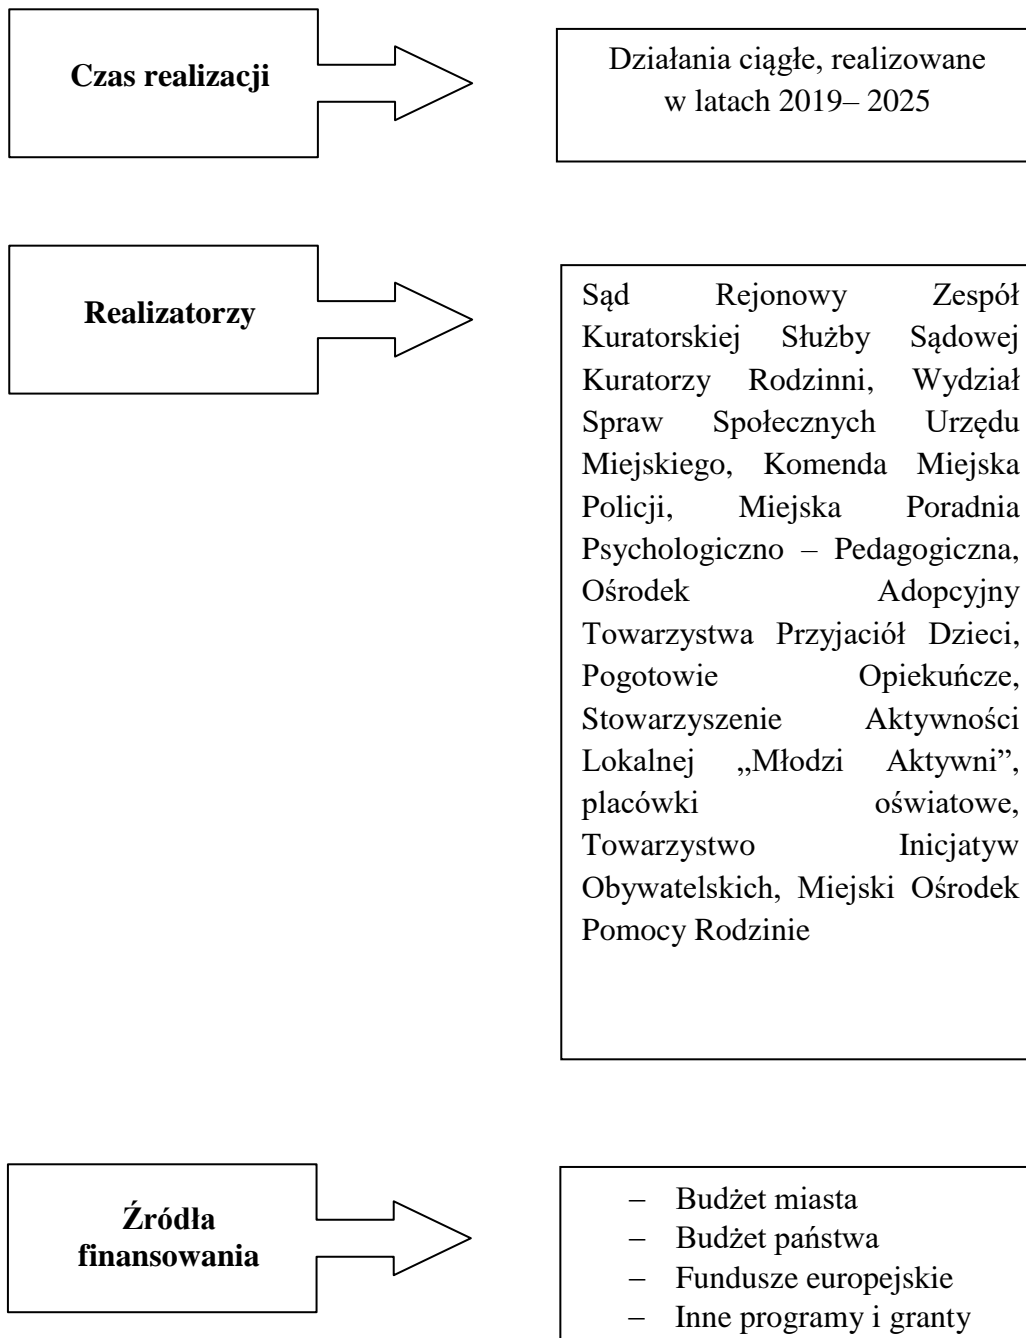 Czas realizacji
Działania ciągłe, realizowane
w latach 2019– 2025
Realizatorzy
Sąd Rejonowy Zespół
Kuratorskiej Służby Sądowej
Kuratorzy Rodzinni, Wydział
Spraw Społecznych Urzędu
Miejskiego, Komenda Miejska
Policji, Miejska Poradnia
Psychologiczno – Pedagogiczna,
Ośrodek Adopcyjny
Towarzystwa Przyjaciół Dzieci,
Pogotowie Opiekuńcze,
Stowarzyszenie Aktywności
Lokalnej „Młodzi Aktywni”,
placówki oświatowe,
Towarzystwo Inicjatyw
Obywatelskich, Miejski Ośrodek
Pomocy Rodzinie
Źródła
finansowania
– Budżet miasta
– Budżet państwa
– Fundusze europejskie
– Inne programy i granty